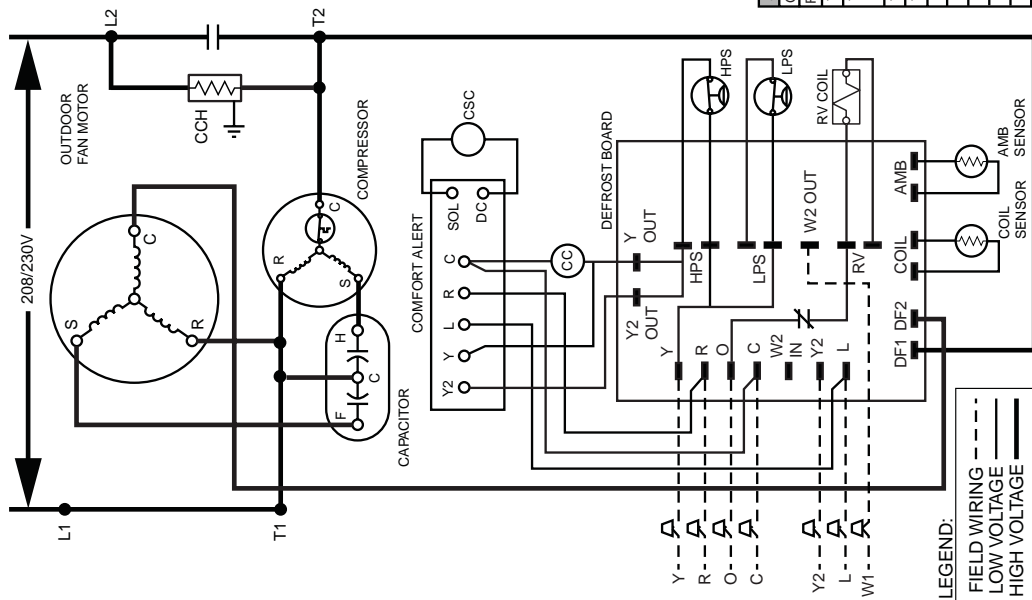 208/230V
L1
L2
T1
T2
OUTDOOR
FAN MOTOR
S
C
R
CCH
COMPRESSOR
R
C
S
CAPACITOR
F
C
H
COMFORT ALERT
Y2
Y
L
R
C
SOL
DC
CSC
CC
DEFROST BOARD
Y2
OUT
Y
OUT
HPS
LPS
W2 OUT
RV
Y
R
O
C
W2
IN
Y2
L
DF1
DF2
COIL
AMB
HPS
LPS
RV COIL
COIL
SENSOR
AMB
SENSOR
Y
R
O
C
Y2
L
W1
LEGEND:
FIELD WIRING
LOW VOLTAGE
HIGH VOLTAGE